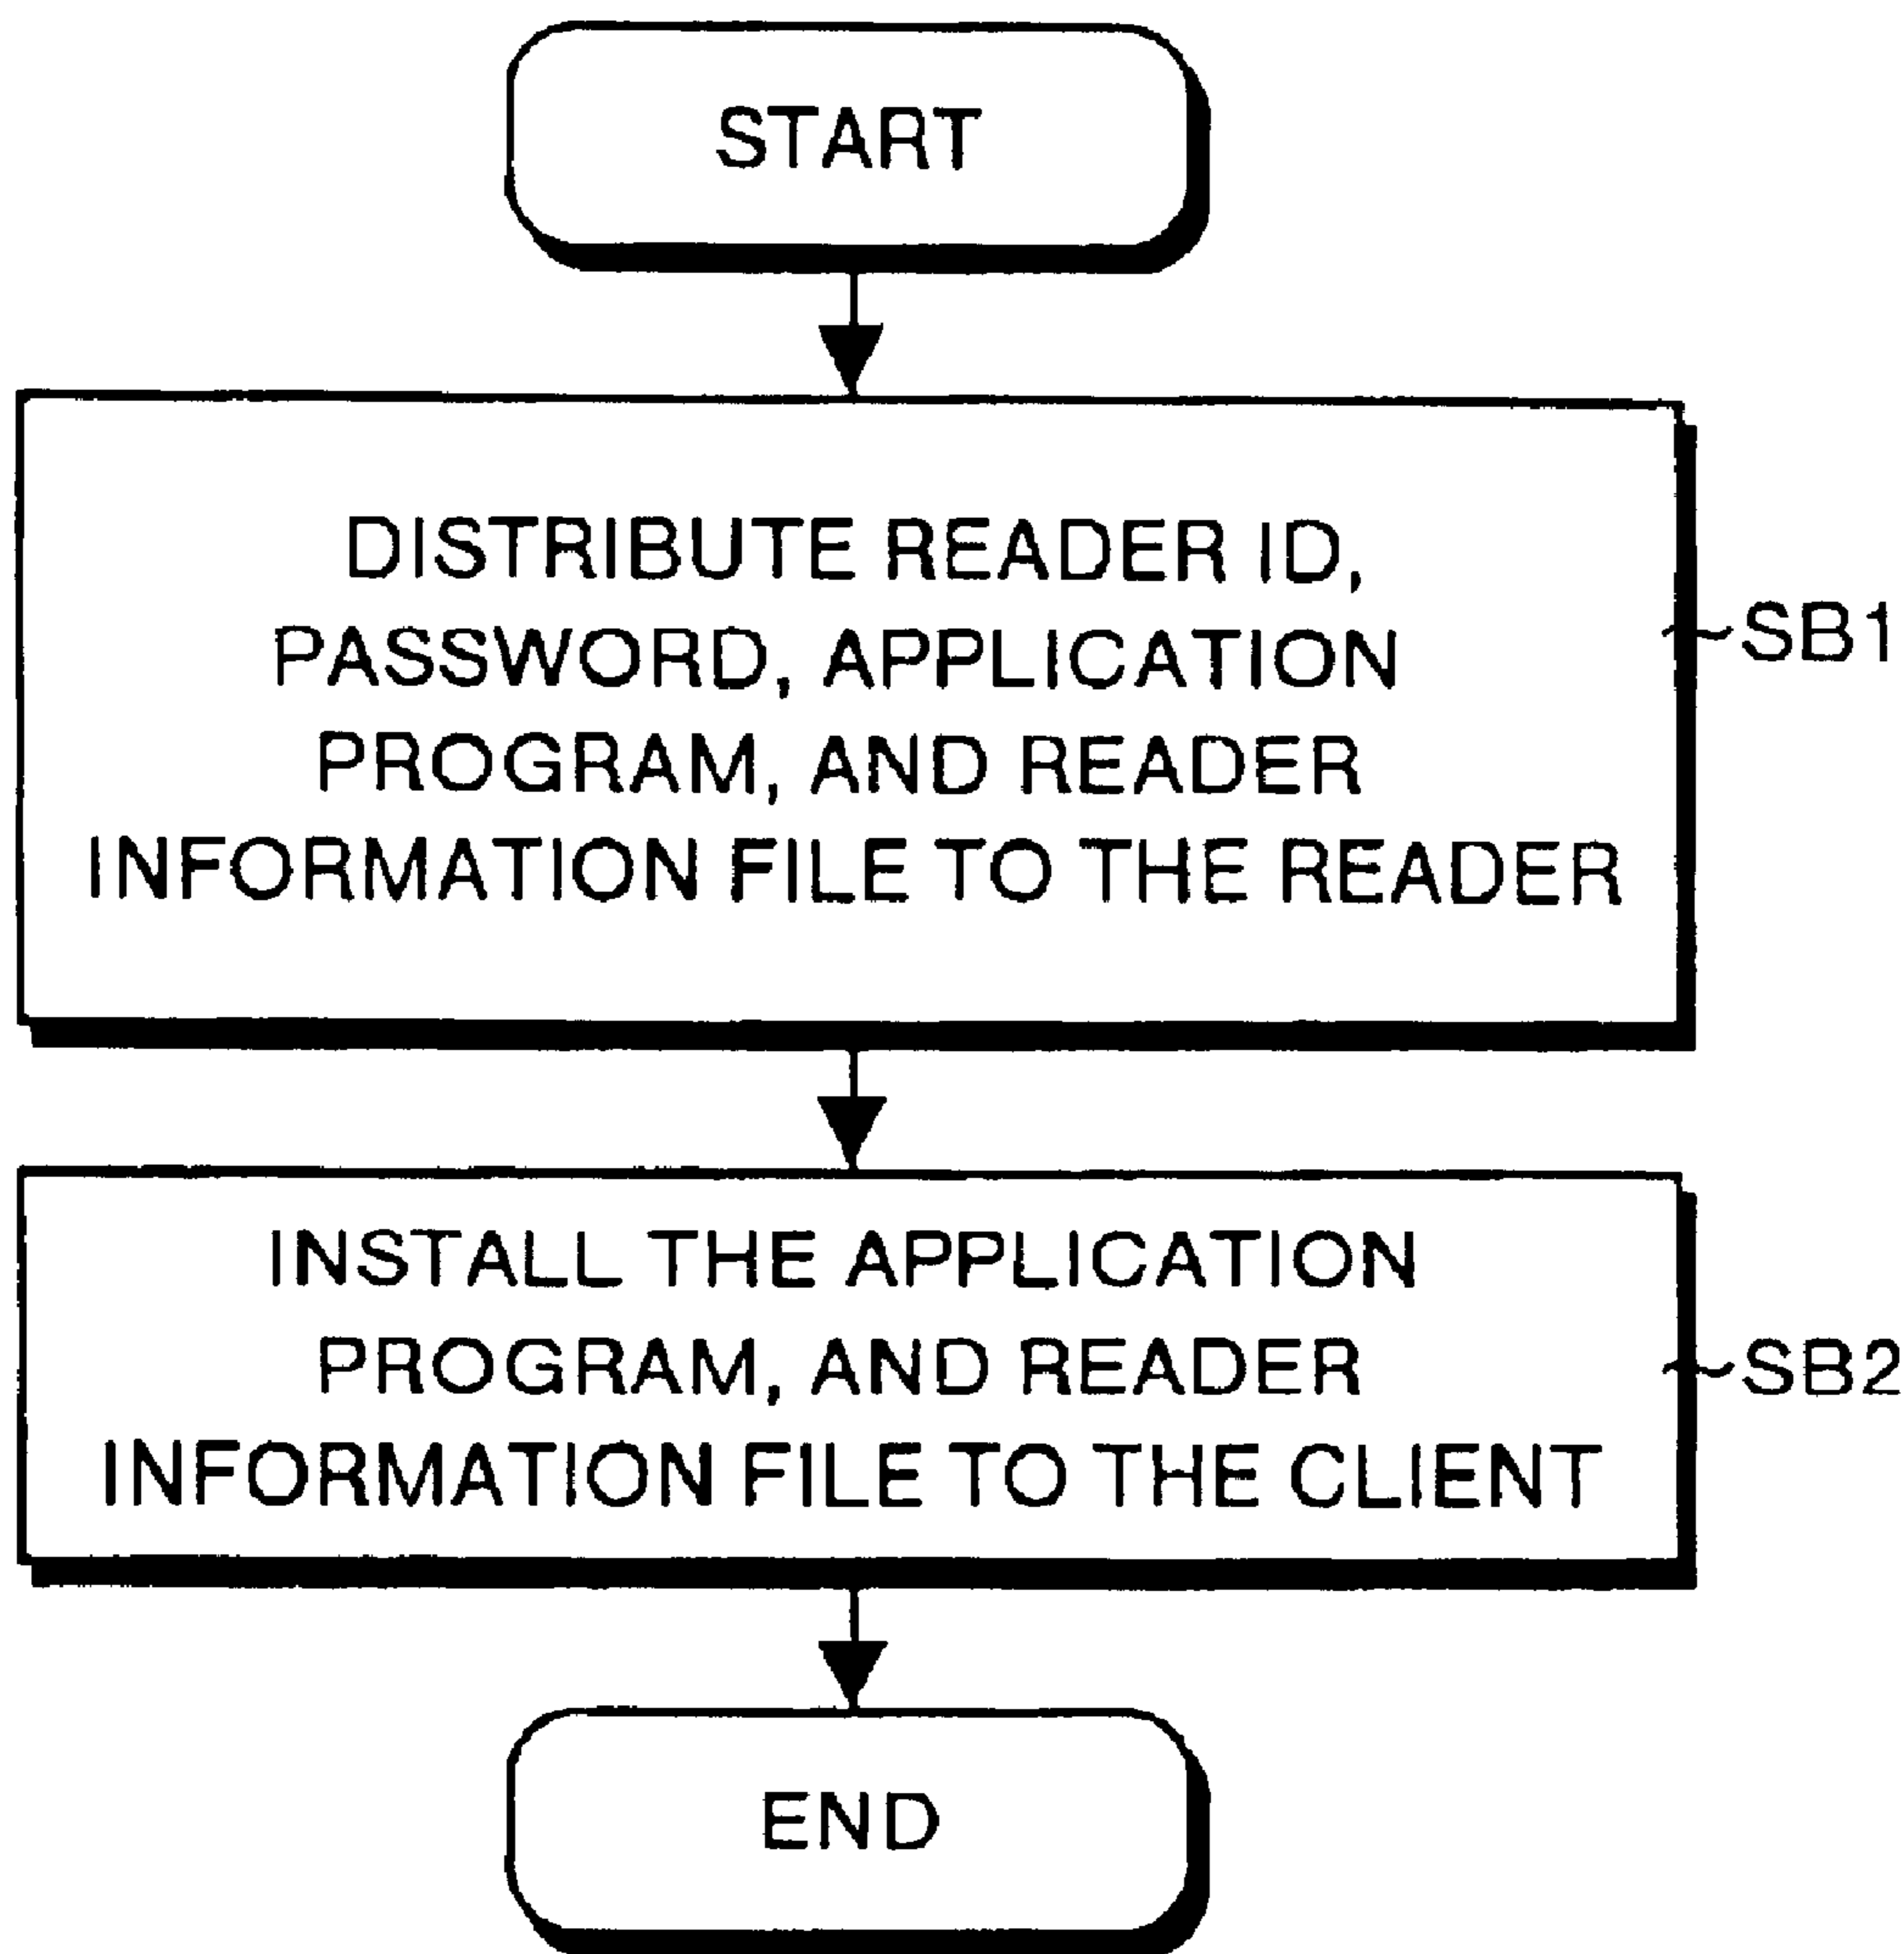 START
DISTRIBUTE READER ID,
PASSWORD, APPLICATION
PROGRAM, AND READER
INFORMATION FILE TO THE READER
SB1
INSTALL THE APPLICATION
PROGRAM, AND READER
INFORMATION FILE TO THE CLIENT
SB2
END